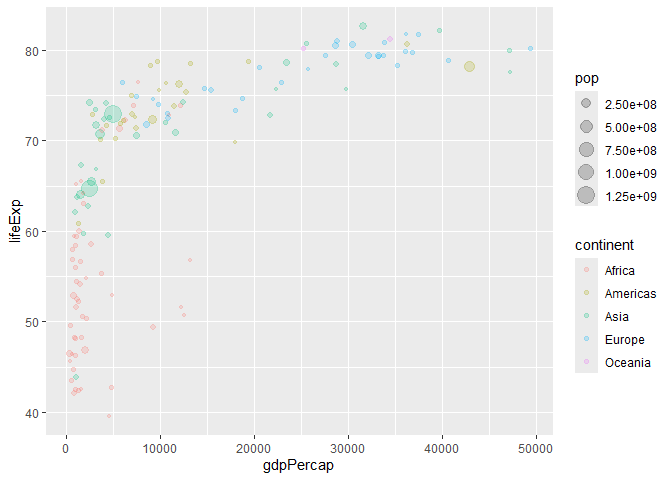 80
70
60
50
40
lifeExp
0
10000
20000
30000
40000
50000
gdpPercap
pop
2.50e+08
5.00e+08
7.50e+08
1.00e+09
1.25e+09
continent
Africa
Americas
Asia
Europe
Oceania